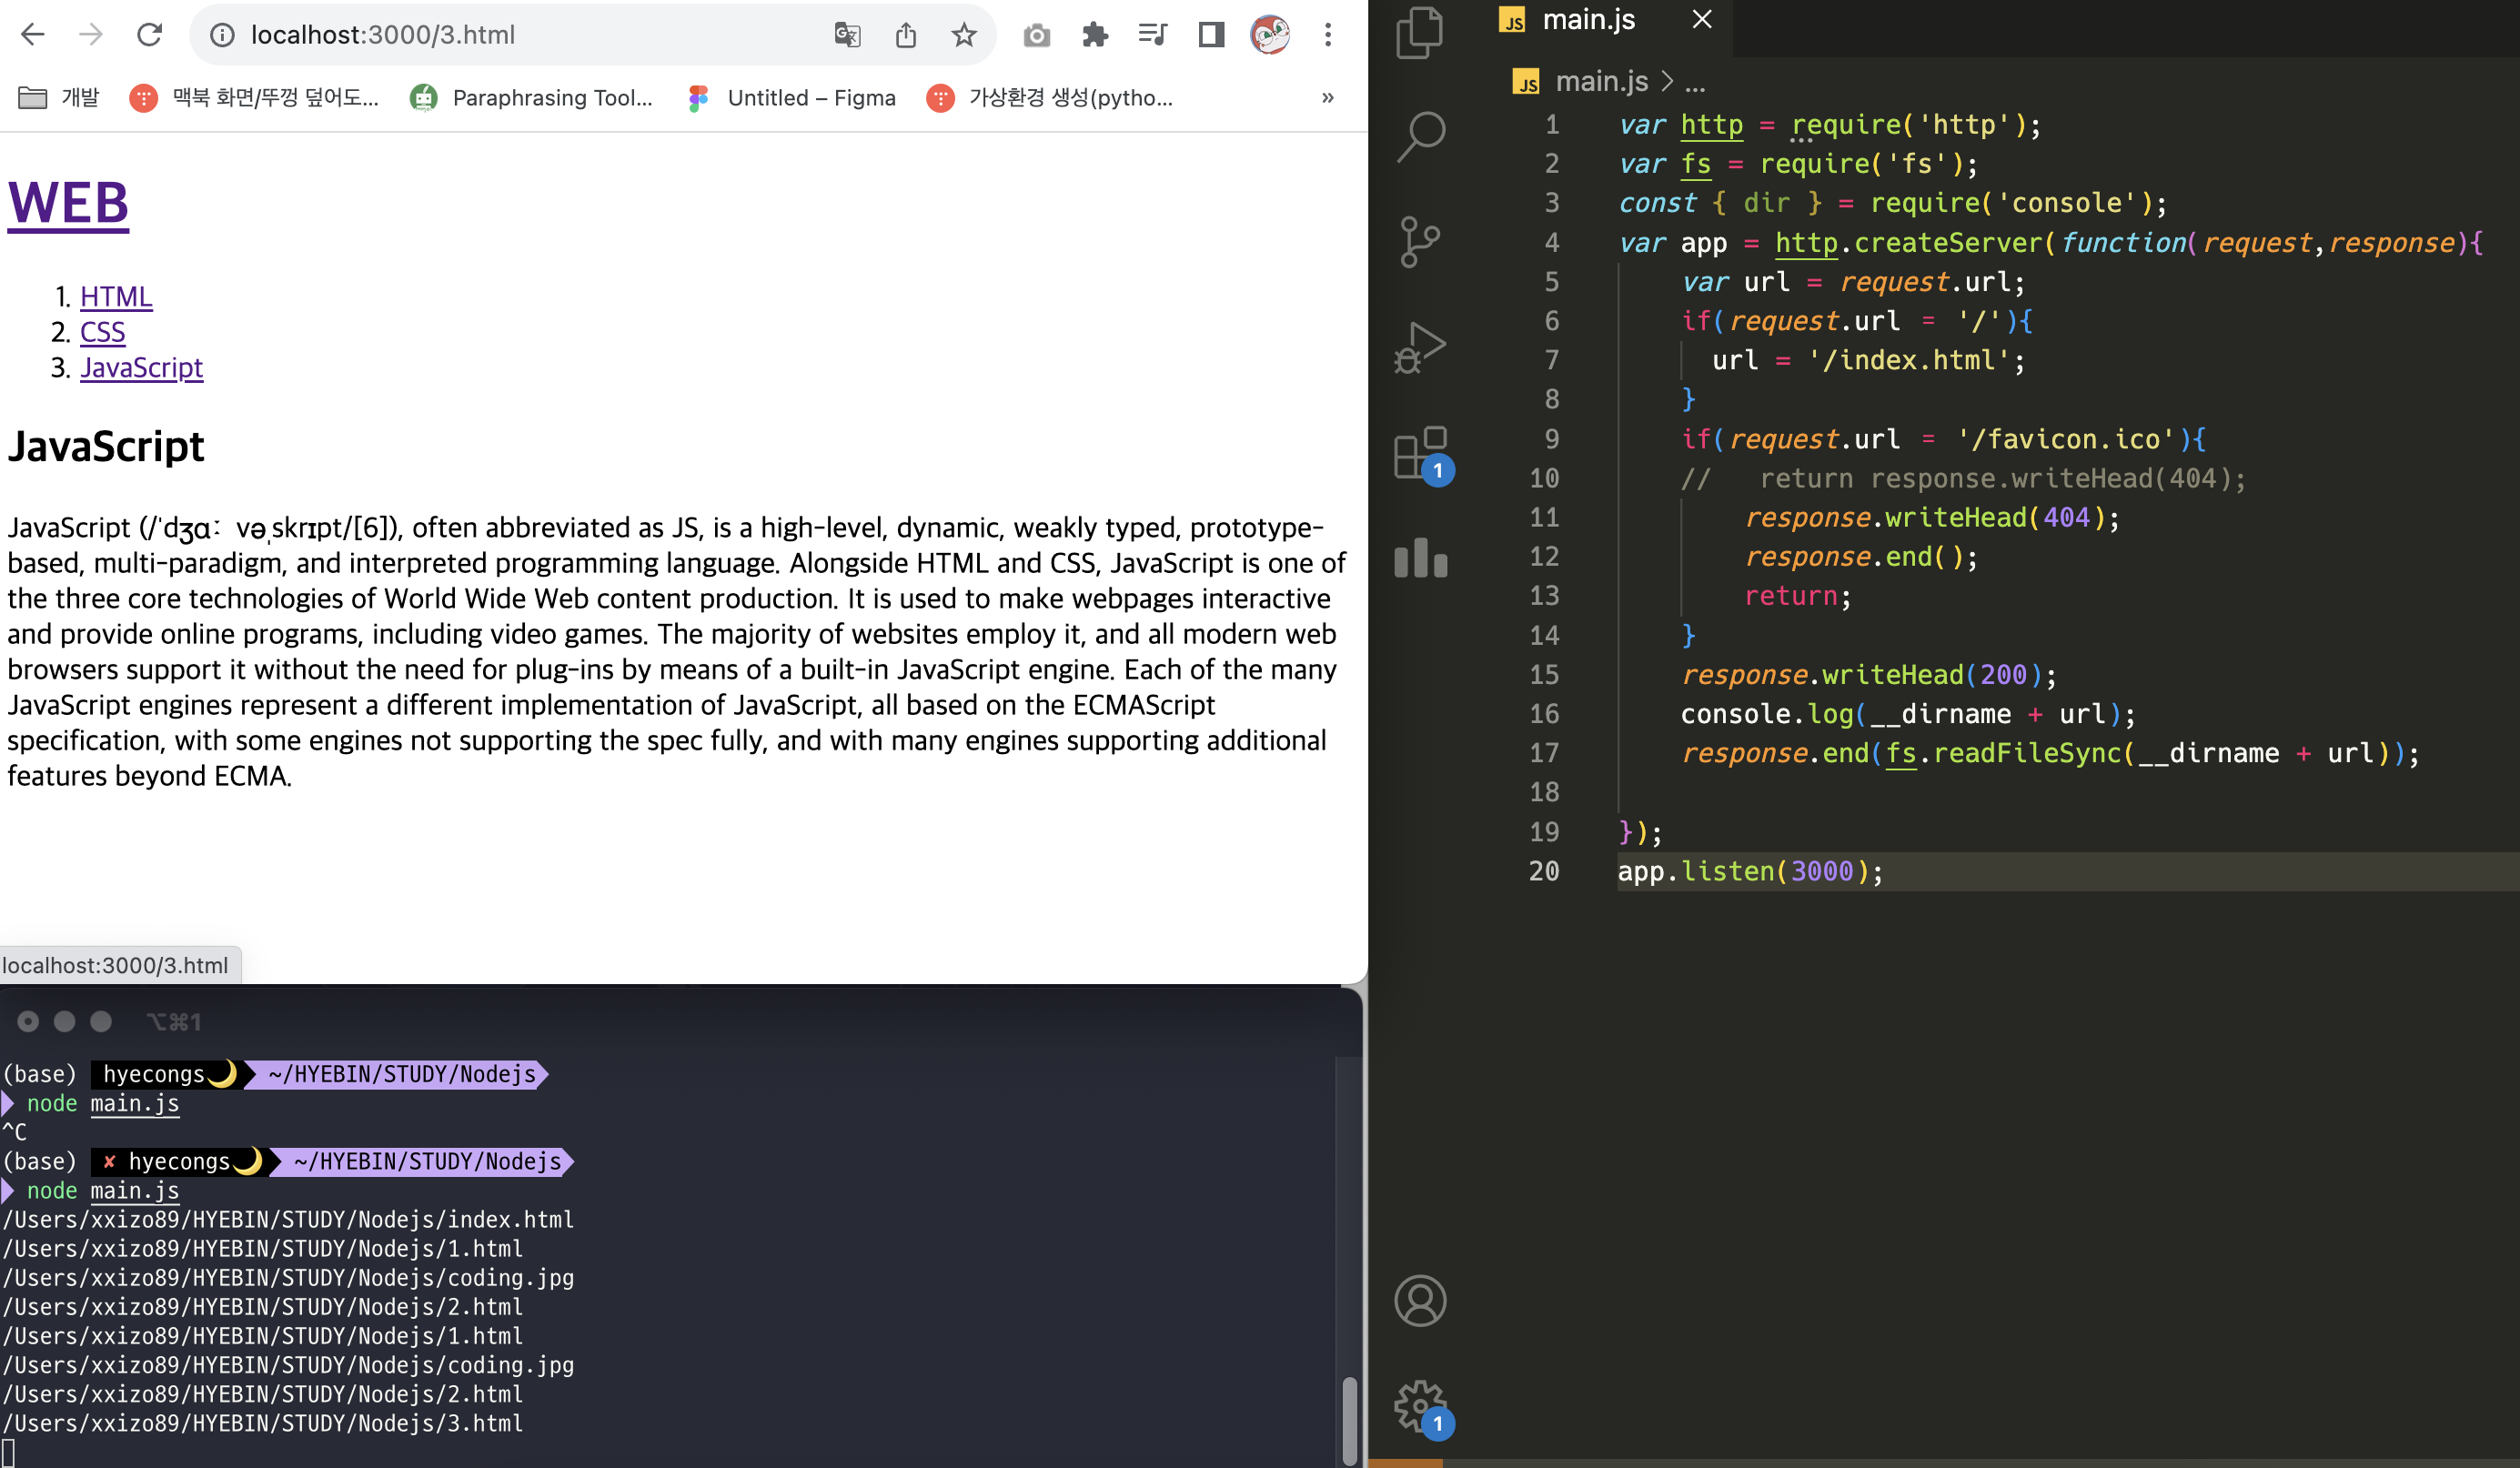 localhost:3000/3.html
개발
맥북 화면/뚜껑 덮어도...
Paraphrasing Tool...
Untitled – Figma
가상환경 생성(pytho...
»
WEB
1. HTML
2. CSS
3. JavaScript
JavaScript
JavaScript (/ˈdʒɑːvəˌskrɪpt/[6]), often abbreviated as JS, is a high-level, dynamic, weakly typed, prototype-
based, multi-paradigm, and interpreted programming language. Alongside HTML and CSS, JavaScript is one of
the three core technologies of World Wide Web content production. It is used to make webpages interactive
and provide online programs, including video games. The majority of websites employ it, and all modern web
browsers support it without the need for plug-ins by means of a built-in JavaScript engine. Each of the many
JavaScript engines represent a different implementation of JavaScript, all based on the ECMAScript
specification, with some engines not supporting the spec fully, and with many engines supporting additional
features beyond ECMA.
localhost:3000/3.html
⌥⌘1
(base) hyecongs🌙 ~/HYEBIN/STUDY/Nodejs
node main.js
^C
(base) ✘ hyecongs🌙 ~/HYEBIN/STUDY/Nodejs
node main.js
/Users/xxizo89/HYEBIN/STUDY/Nodejs/index.html
/Users/xxizo89/HYEBIN/STUDY/Nodejs/1.html
/Users/xxizo89/HYEBIN/STUDY/Nodejs/coding.jpg
/Users/xxizo89/HYEBIN/STUDY/Nodejs/2.html
/Users/xxizo89/HYEBIN/STUDY/Nodejs/1.html
/Users/xxizo89/HYEBIN/STUDY/Nodejs/coding.jpg
/Users/xxizo89/HYEBIN/STUDY/Nodejs/2.html
/Users/xxizo89/HYEBIN/STUDY/Nodejs/3.html
1
1
JS main.js ×
JS main.js > ...
1 var http = require('http');
2 var fs = require('fs');
3 const { dir } = require('console');
4 var app = http.createServer(function(request,response){
5 var url = request.url;
6 if(request.url = '/'){
7 url = '/index.html';
8 }
9 if(request.url = '/favicon.ico'){
10 // return response.writeHead(404);
11 response.writeHead(404);
12 response.end();
13 return;
14 }
15 response.writeHead(200);
16 console.log(__dirname + url);
17 response.end(fs.readFileSync(__dirname + url));
18
19 });
20 app.listen(3000);